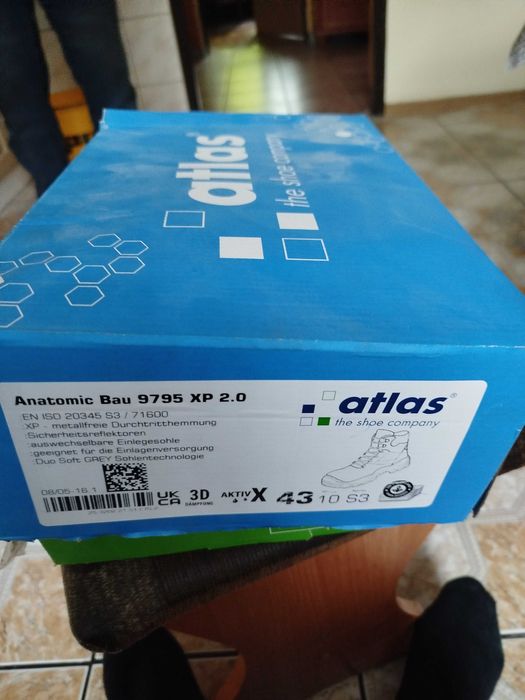 atlas
the shoe company
Anatomic Bau 9795 XP 2.0
EN ISO 20345 S3 / 71600
:XP - metallfreie Durchtritthemmung
:Sicherheitsreflektoren
:auswechselbare Einlegesohle
:geeignet für die Einlagenversorgung
:Duo Soft GREY Sohlentechnologie
atlas®
the shoe company
08/05-16.1
UK
CA
3D
DÄMPFUNG
AKTIV X
43 10 S3